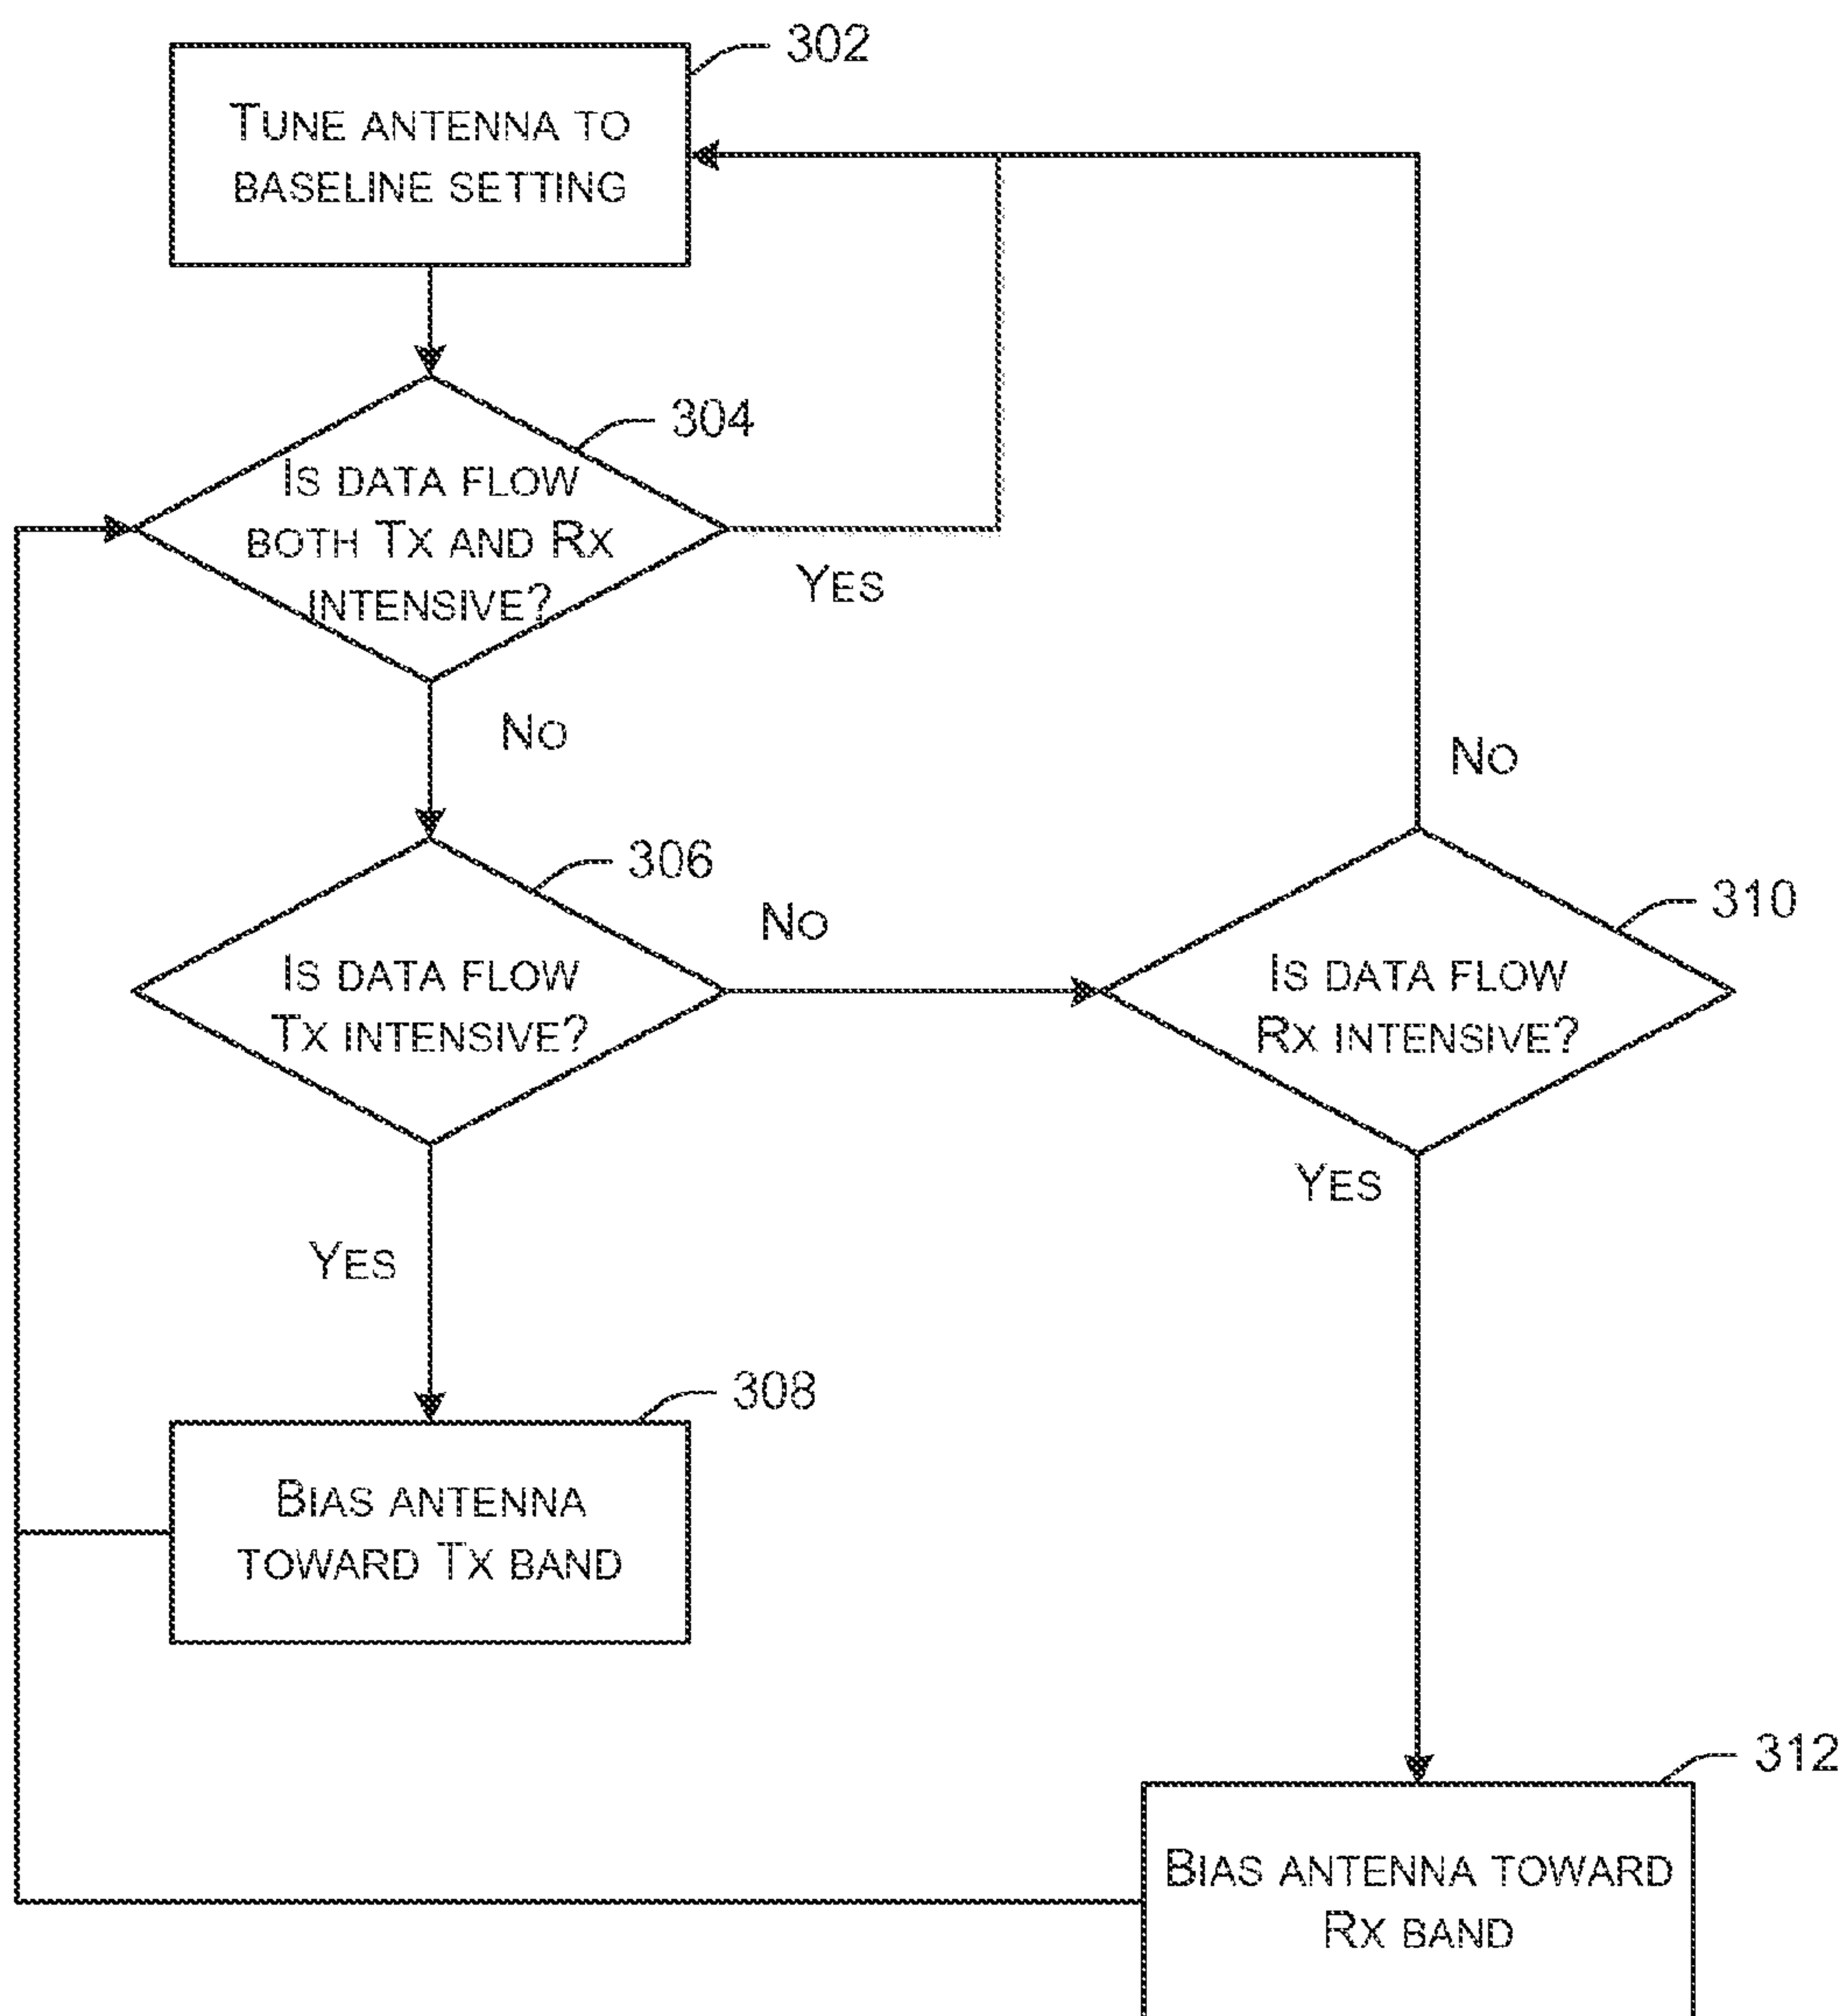 302
TUNE ANTENNA TO
BASELINE SETTING
304
IS DATA FLOW
BOTH TX AND RX
INTENSIVE?
YES
NO
NO
306
NO
310
IS DATA FLOW
TX INTENSIVE?
IS DATA FLOW
RX INTENSIVE?
YES
YES
308
BIAS ANTENNA
TOWARD TX BAND
312
BIAS ANTENNA TOWARD
RX BAND